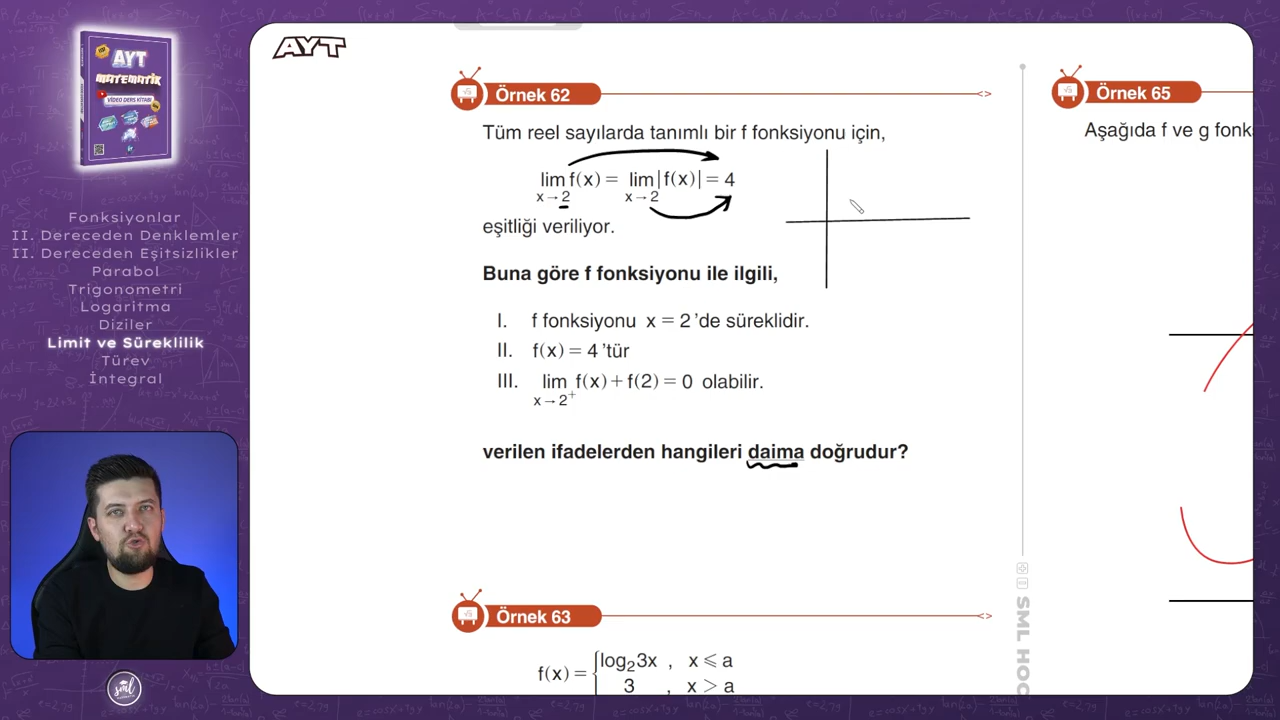 AYT
MATEMATİK
VİDEO DERS KİTABI
Fonksiyonlar
II. Dereceden Denklemler
II. Dereceden Eşitsizlikler
Parabol
Trigonometri
Logaritma
Diziler
Limit ve Süreklilik
Türev
İntegral
sml
AYT
Örnek 62
Tüm reel sayılarda tanımlı bir f fonksiyonu için,
lim f(x) = lim |f(x)| = 4
x→2 x→2
eşitliği veriliyor.
Buna göre f fonksiyonu ile ilgili,
I. f fonksiyonu x = 2 'de süreklidir.
II. f(x) = 4 'tür
III. lim f(x) + f(2) = 0 olabilir.
x→2⁺
verilen ifadelerden hangileri daima doğrudur?
Örnek 63
f(x) = { log₂3x , x ⩽ a
3 , x > a
SML HOC
Örnek 65
Aşağıda f ve g fonk